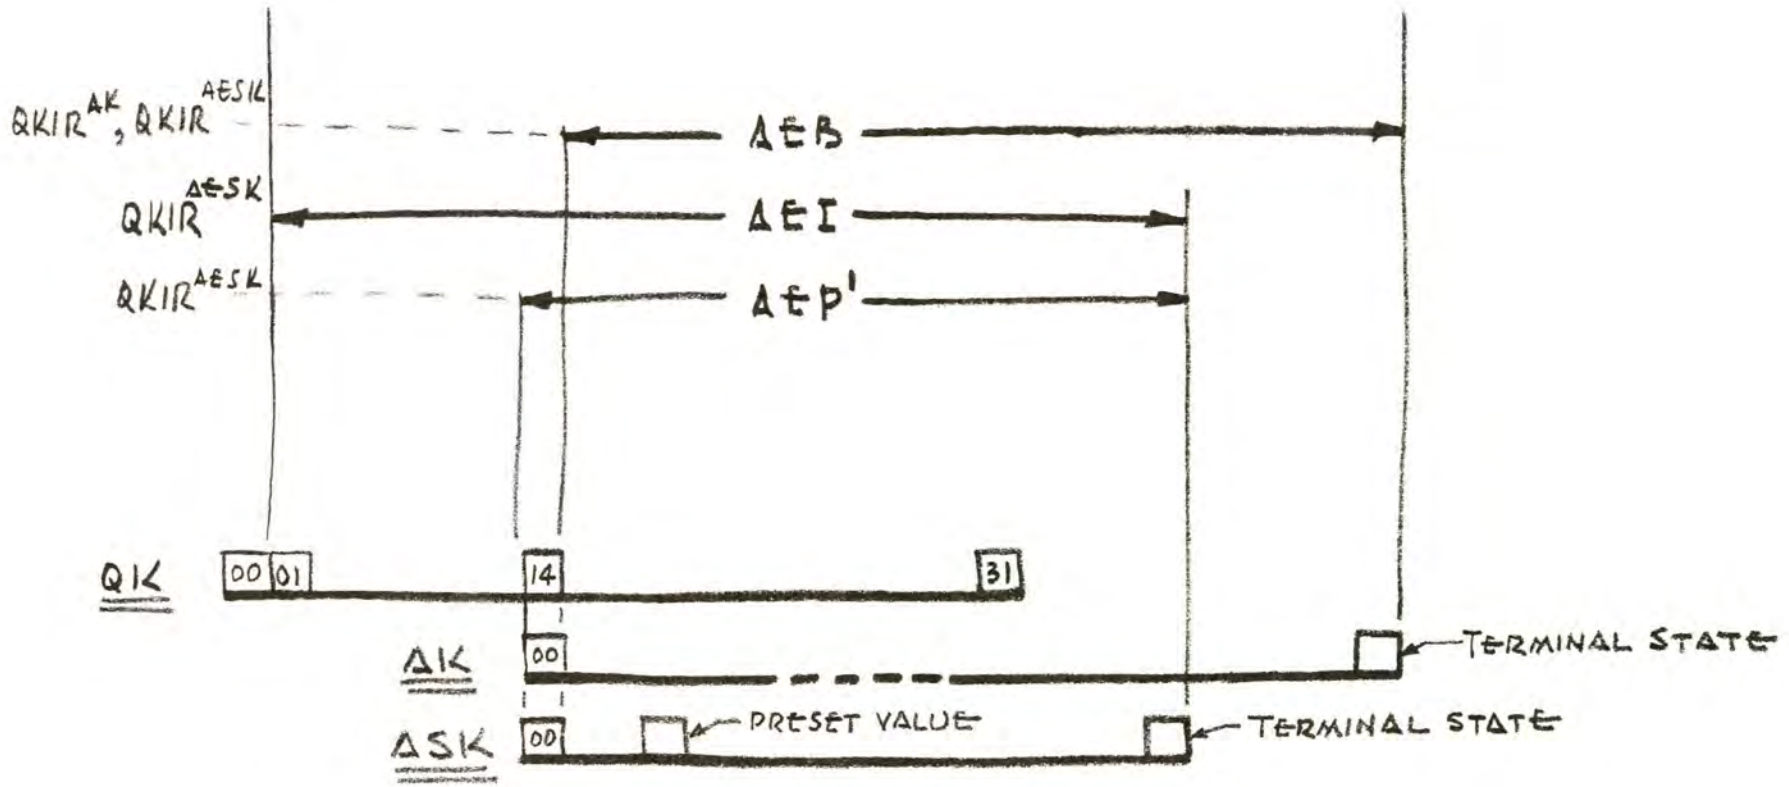 QKIR^AK, QKIR^AESK AEB
QKIR^AESK AEI
QKIR^AESK AEP'
QK 00 01 14 31
AK 00 TERMINAL STATE
ASK 00 PRESET VALUE TERMINAL STATE